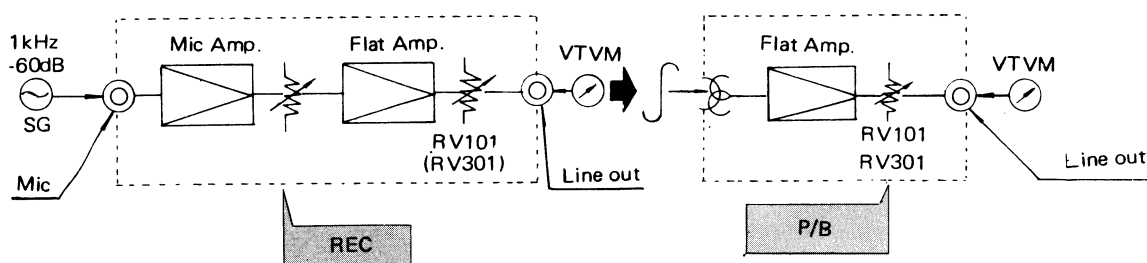 1kHz
-60dB
SG
Mic
Mic Amp.
Flat Amp.
RV101
(RV301)
VTVM
Line out
REC
Flat Amp.
RV101
RV301
VTVM
Line out
P/B